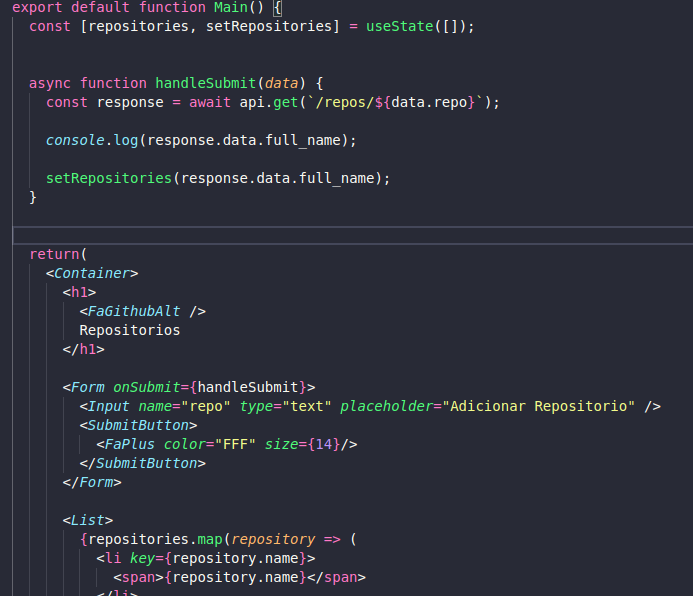 export default function Main() {
const [repositories, setRepositories] = useState([]);
async function handleSubmit(data) {
const response = await api.get(`/repos/${data.repo}`);
console.log(response.data.full_name);
setRepositories(response.data.full_name);
}
return(
<Container>
<h1>
<FaGithubAlt />
Repositorios
</h1>
<Form onSubmit={handleSubmit}>
<Input name="repo" type="text" placeholder="Adicionar Repositorio" />
<SubmitButton>
<FaPlus color="FFF" size={14}/>
</SubmitButton>
</Form>
<List>
{repositories.map(repository => (
<li key={repository.name}>
<span>{repository.name}</span>
</li>